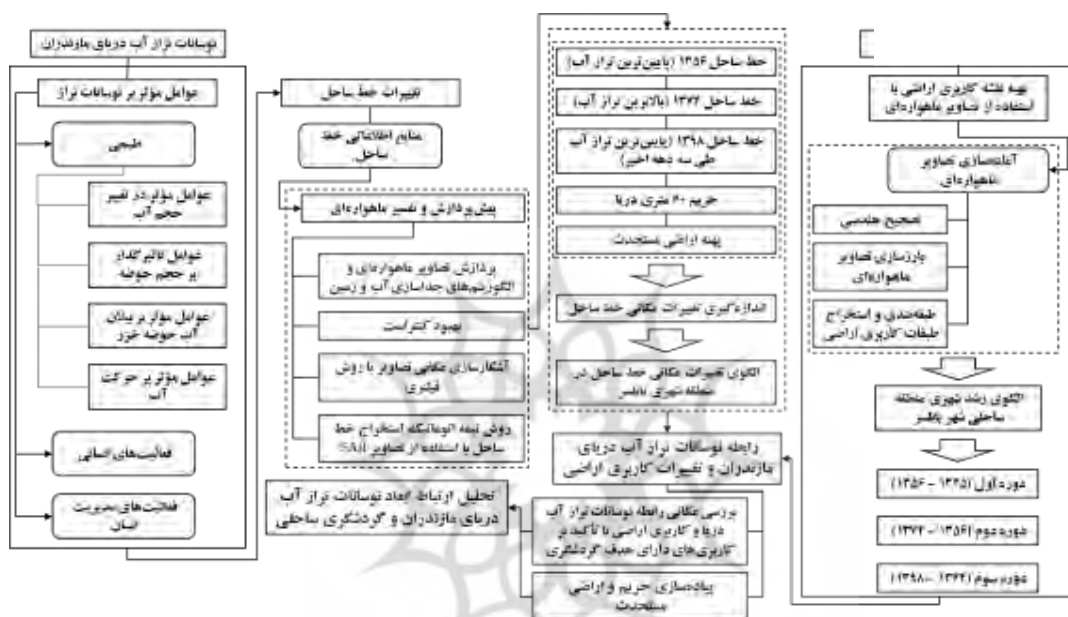 نوسانات تراز آب دریای مازندران
عوامل مؤثر بر نوسانات تراز
طبیعی
عوامل مؤثر در تغییر
حجم آب
عوامل تاثیرگذار
بر حجم حوضه
عوامل مؤثر بر بیلان
آب حوضه خزر
عوامل مؤثر بر حرکت
آب
فعالیت‌های انسانی
فعالیت‌های مدیریت
انسان
تغییرات خط ساحل
منابع اطلاعاتی خط
ساحل
پیش‌پردازش و تفسیر ماهواره‌ای
پردازش تصاویر ماهواره‌ای و
الگوریتم‌های جداسازی آب و زمین
بهبود کنتراست
آشکارسازی مکانی تصاویر با روش
فیلتری
روش نیمه اتوماتیک استخراج خط
ساحل با استفاده از تصاویر SAR
تحلیل ارتباط ابعاد نوسانات تراز آب
دریای مازندران و گردشگری ساحلی
خط ساحل ۱۳۵۶ (پایین‌ترین تراز آب)
خط ساحل ۱۳۷۴ (بالاترین تراز آب)
خط ساحل ۱۳۹۸ (پایین‌ترین تراز آب
طی سه دهه اخیر)
حریم ۶۰ متری دریا
پهنه اراضی مستحدث
اندازه‌گیری تغییرات مکانی خط ساحل
الگوی تغییرات مکانی خط ساحل در
منطقه شهری بابلسر
رابطه نوسانات تراز آب دریای
مازندران و تغییرات کاربری اراضی
بررسی مکانی رابطه نوسانات تراز آب
دریا و کاربری اراضی با تأکید بر
کاربری‌های دارای هدف گردشگری
پیاده‌سازی حریم و اراضی
مستحدث
تهیه نقشه کاربری اراضی با
استفاده از تصاویر ماهواره‌ای
آماده‌سازی تصاویر
ماهواره‌ای
تصحیح هندسی
بارزسازی تصاویر
ماهواره‌ای
طبقه‌بندی و استخراج
طبقات کاربری اراضی
الگوی رشد شهری منطقه
ساحلی شهر بابلسر
دوره اول (۱۳۴۵ – ۱۳۵۶)
دوره دوم (۱۳۵۶ – ۱۳۷۴)
دوره سوم (۱۳۷۴ – ۱۳۹۸)